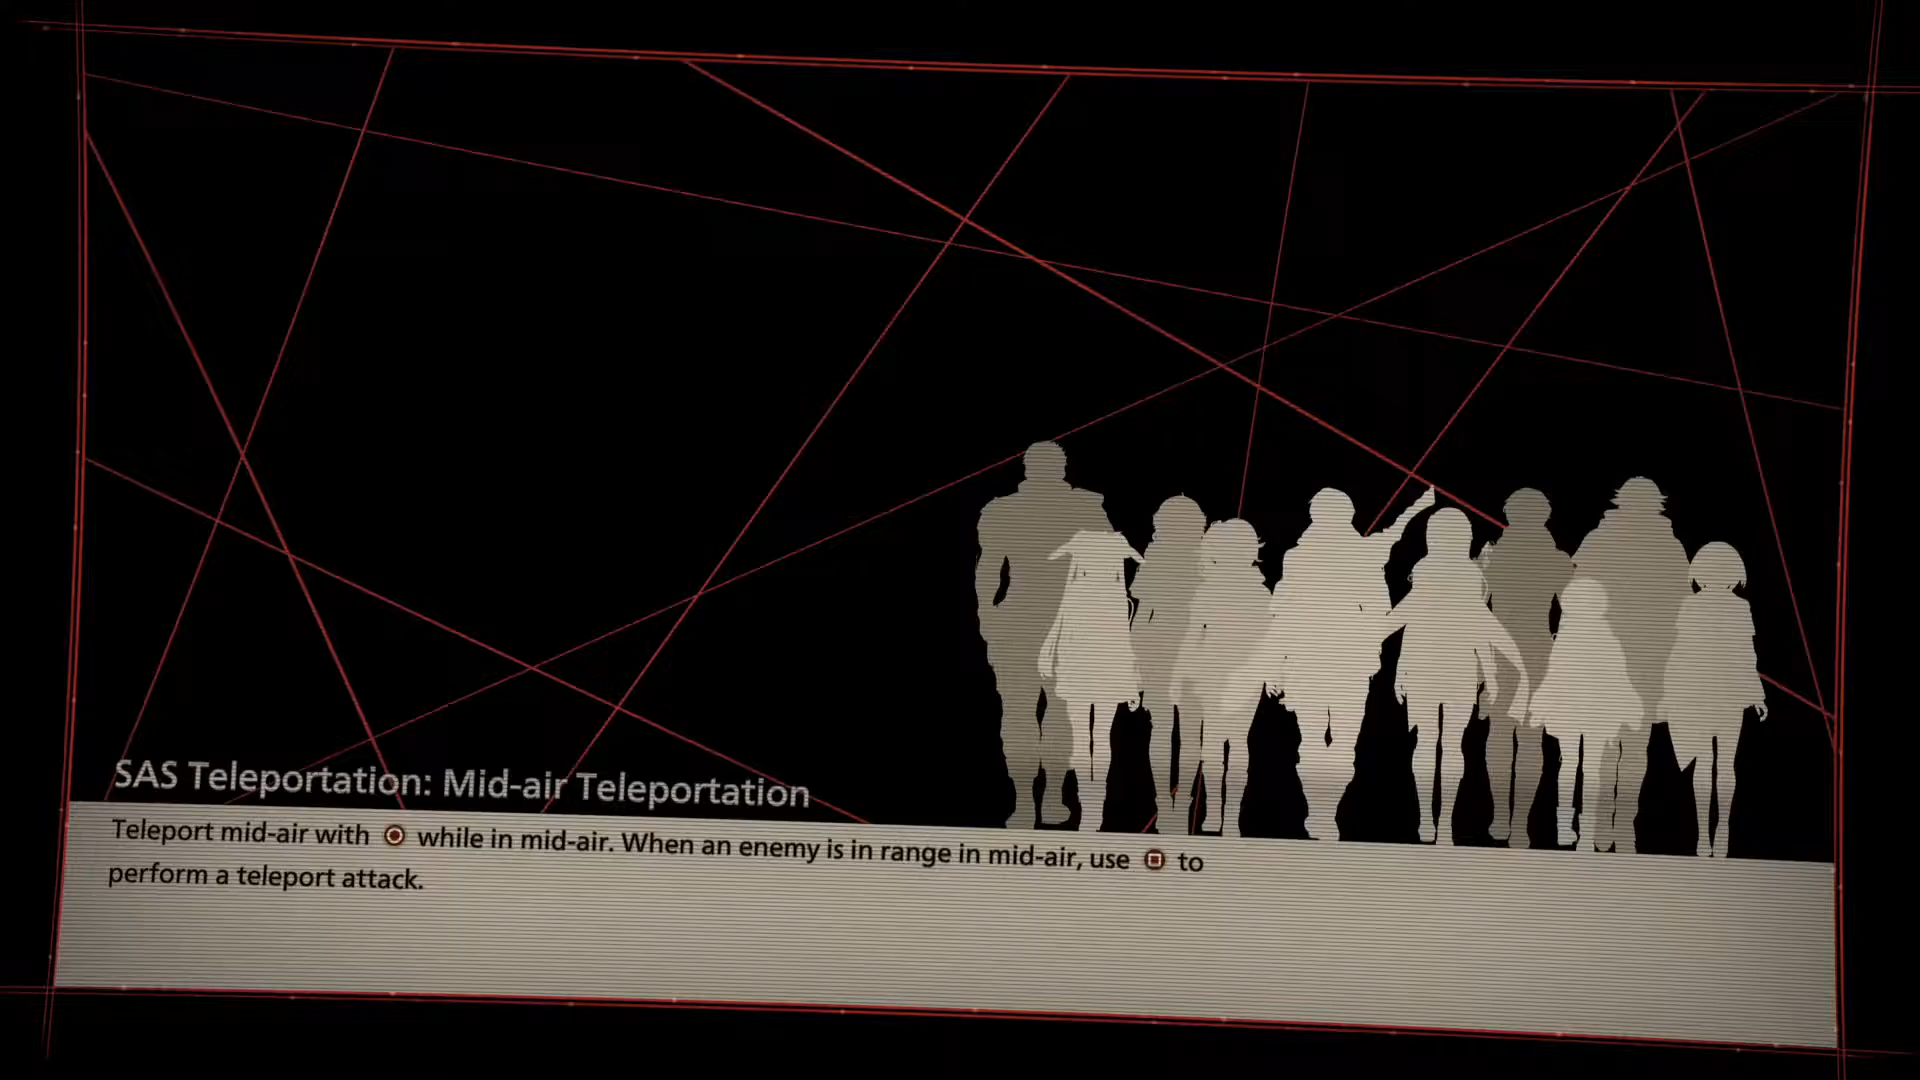 SAS Teleportation: Mid-air Teleportation
Teleport mid-air with while in mid-air. When an enemy is in range in mid-air, use to
perform a teleport attack.